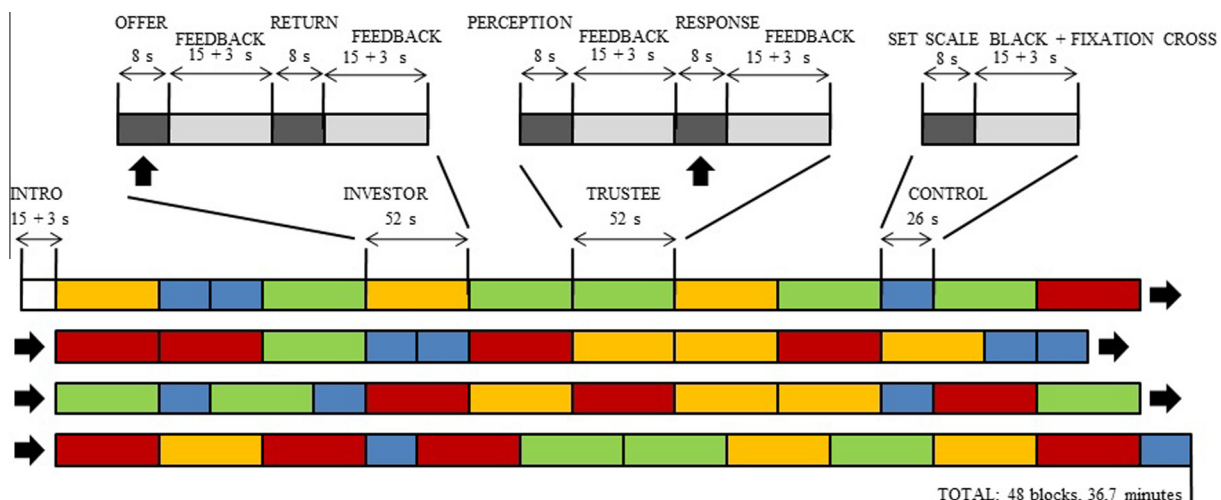 OFFER RETURN PERCEPTION RESPONSE
FEEDBACK FEEDBACK FEEDBACK FEEDBACK SET SCALE BLACK + FIXATION CROSS
8 s 15 + 3 s 8 s 15 + 3 s 8 s 15 + 3 s 8 s 15 + 3 s 8 s 15 + 3 s
INTRO INVESTOR TRUSTEE CONTROL
15 + 3 s 52 s 52 s 26 s
TOTAL: 48 blocks, 36,7 minutes